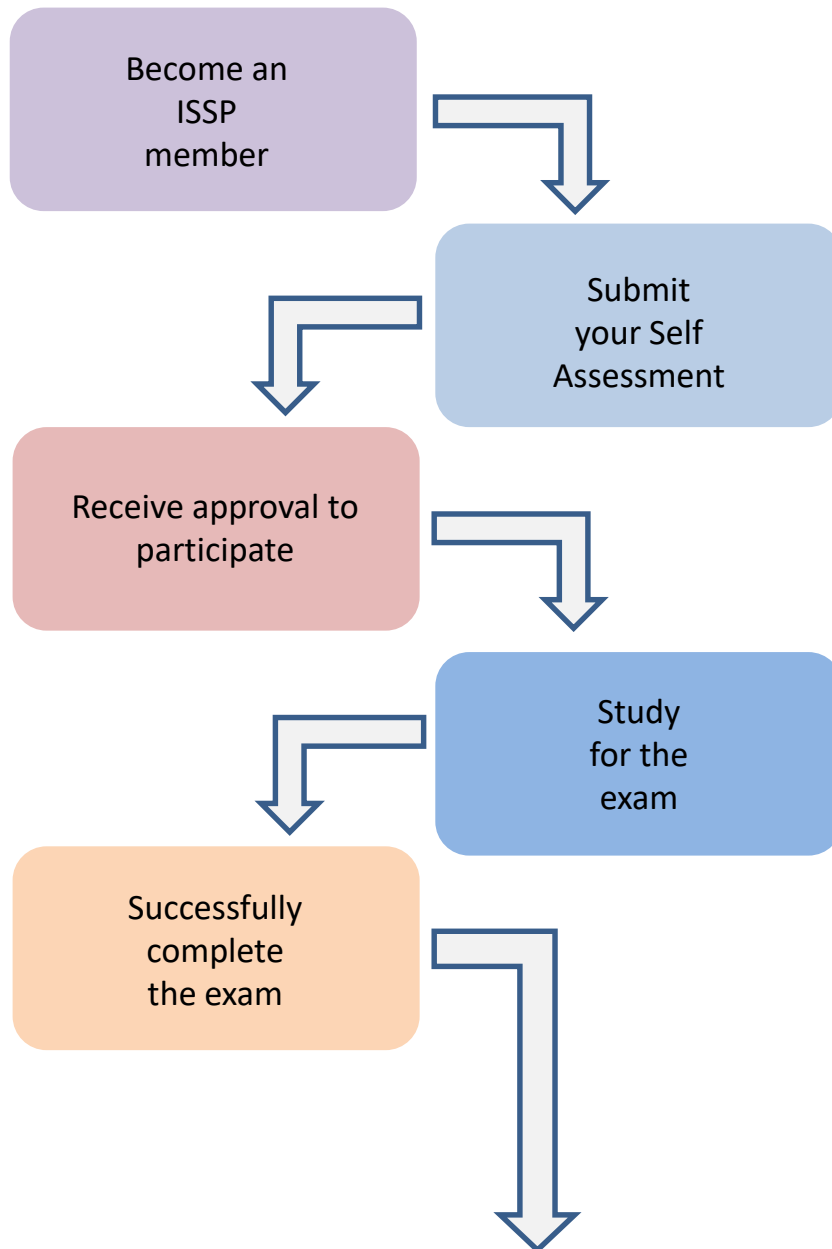 Become an
ISSP
member
Submit
your Self
Assessment
Receive approval to
participate
Study
for the
exam
Successfully
complete
the exam